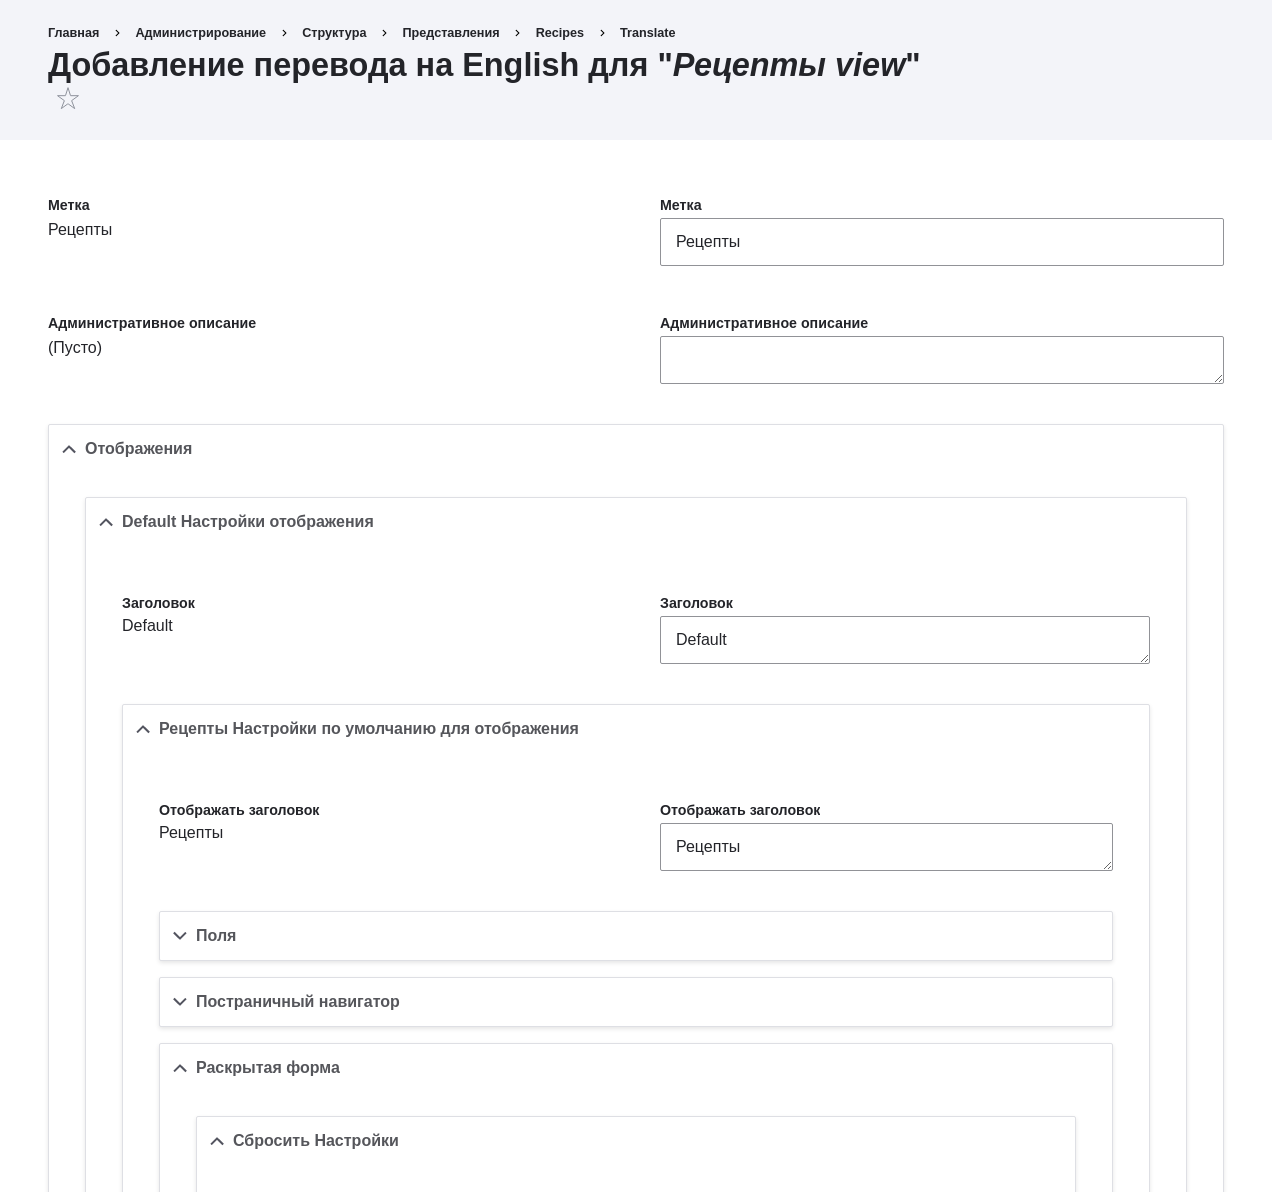 Главная › Администрирование › Структура › Представления › Recipes › Translate
Добавление перевода на English для "Рецепты view"
Метка Метка
Рецепты Рецепты
Административное описание Административное описание
(Пусто)
Отображения
Default Настройки отображения
Заголовок Заголовок
Default Default
Рецепты Настройки по умолчанию для отображения
Отображать заголовок Отображать заголовок
Рецепты Рецепты
Поля
Постраничный навигатор
Раскрытая форма
Сбросить Настройки